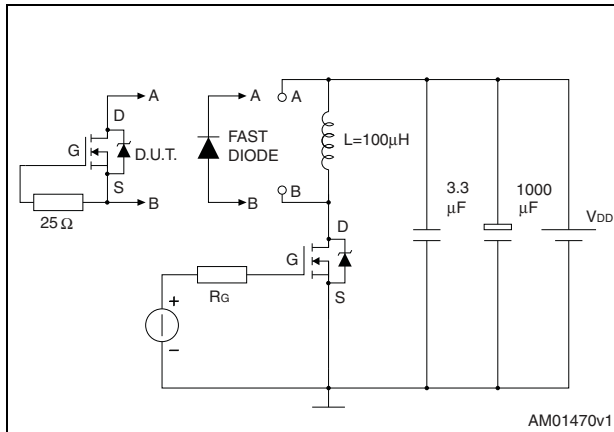 A
D
G
D.U.T.
S
B
25 Ω
A
FAST
DIODE
B
A
L=100μH
B
D
G
S
RG
+
–
3.3
μF
1000
μF
VDD
AM01470v1